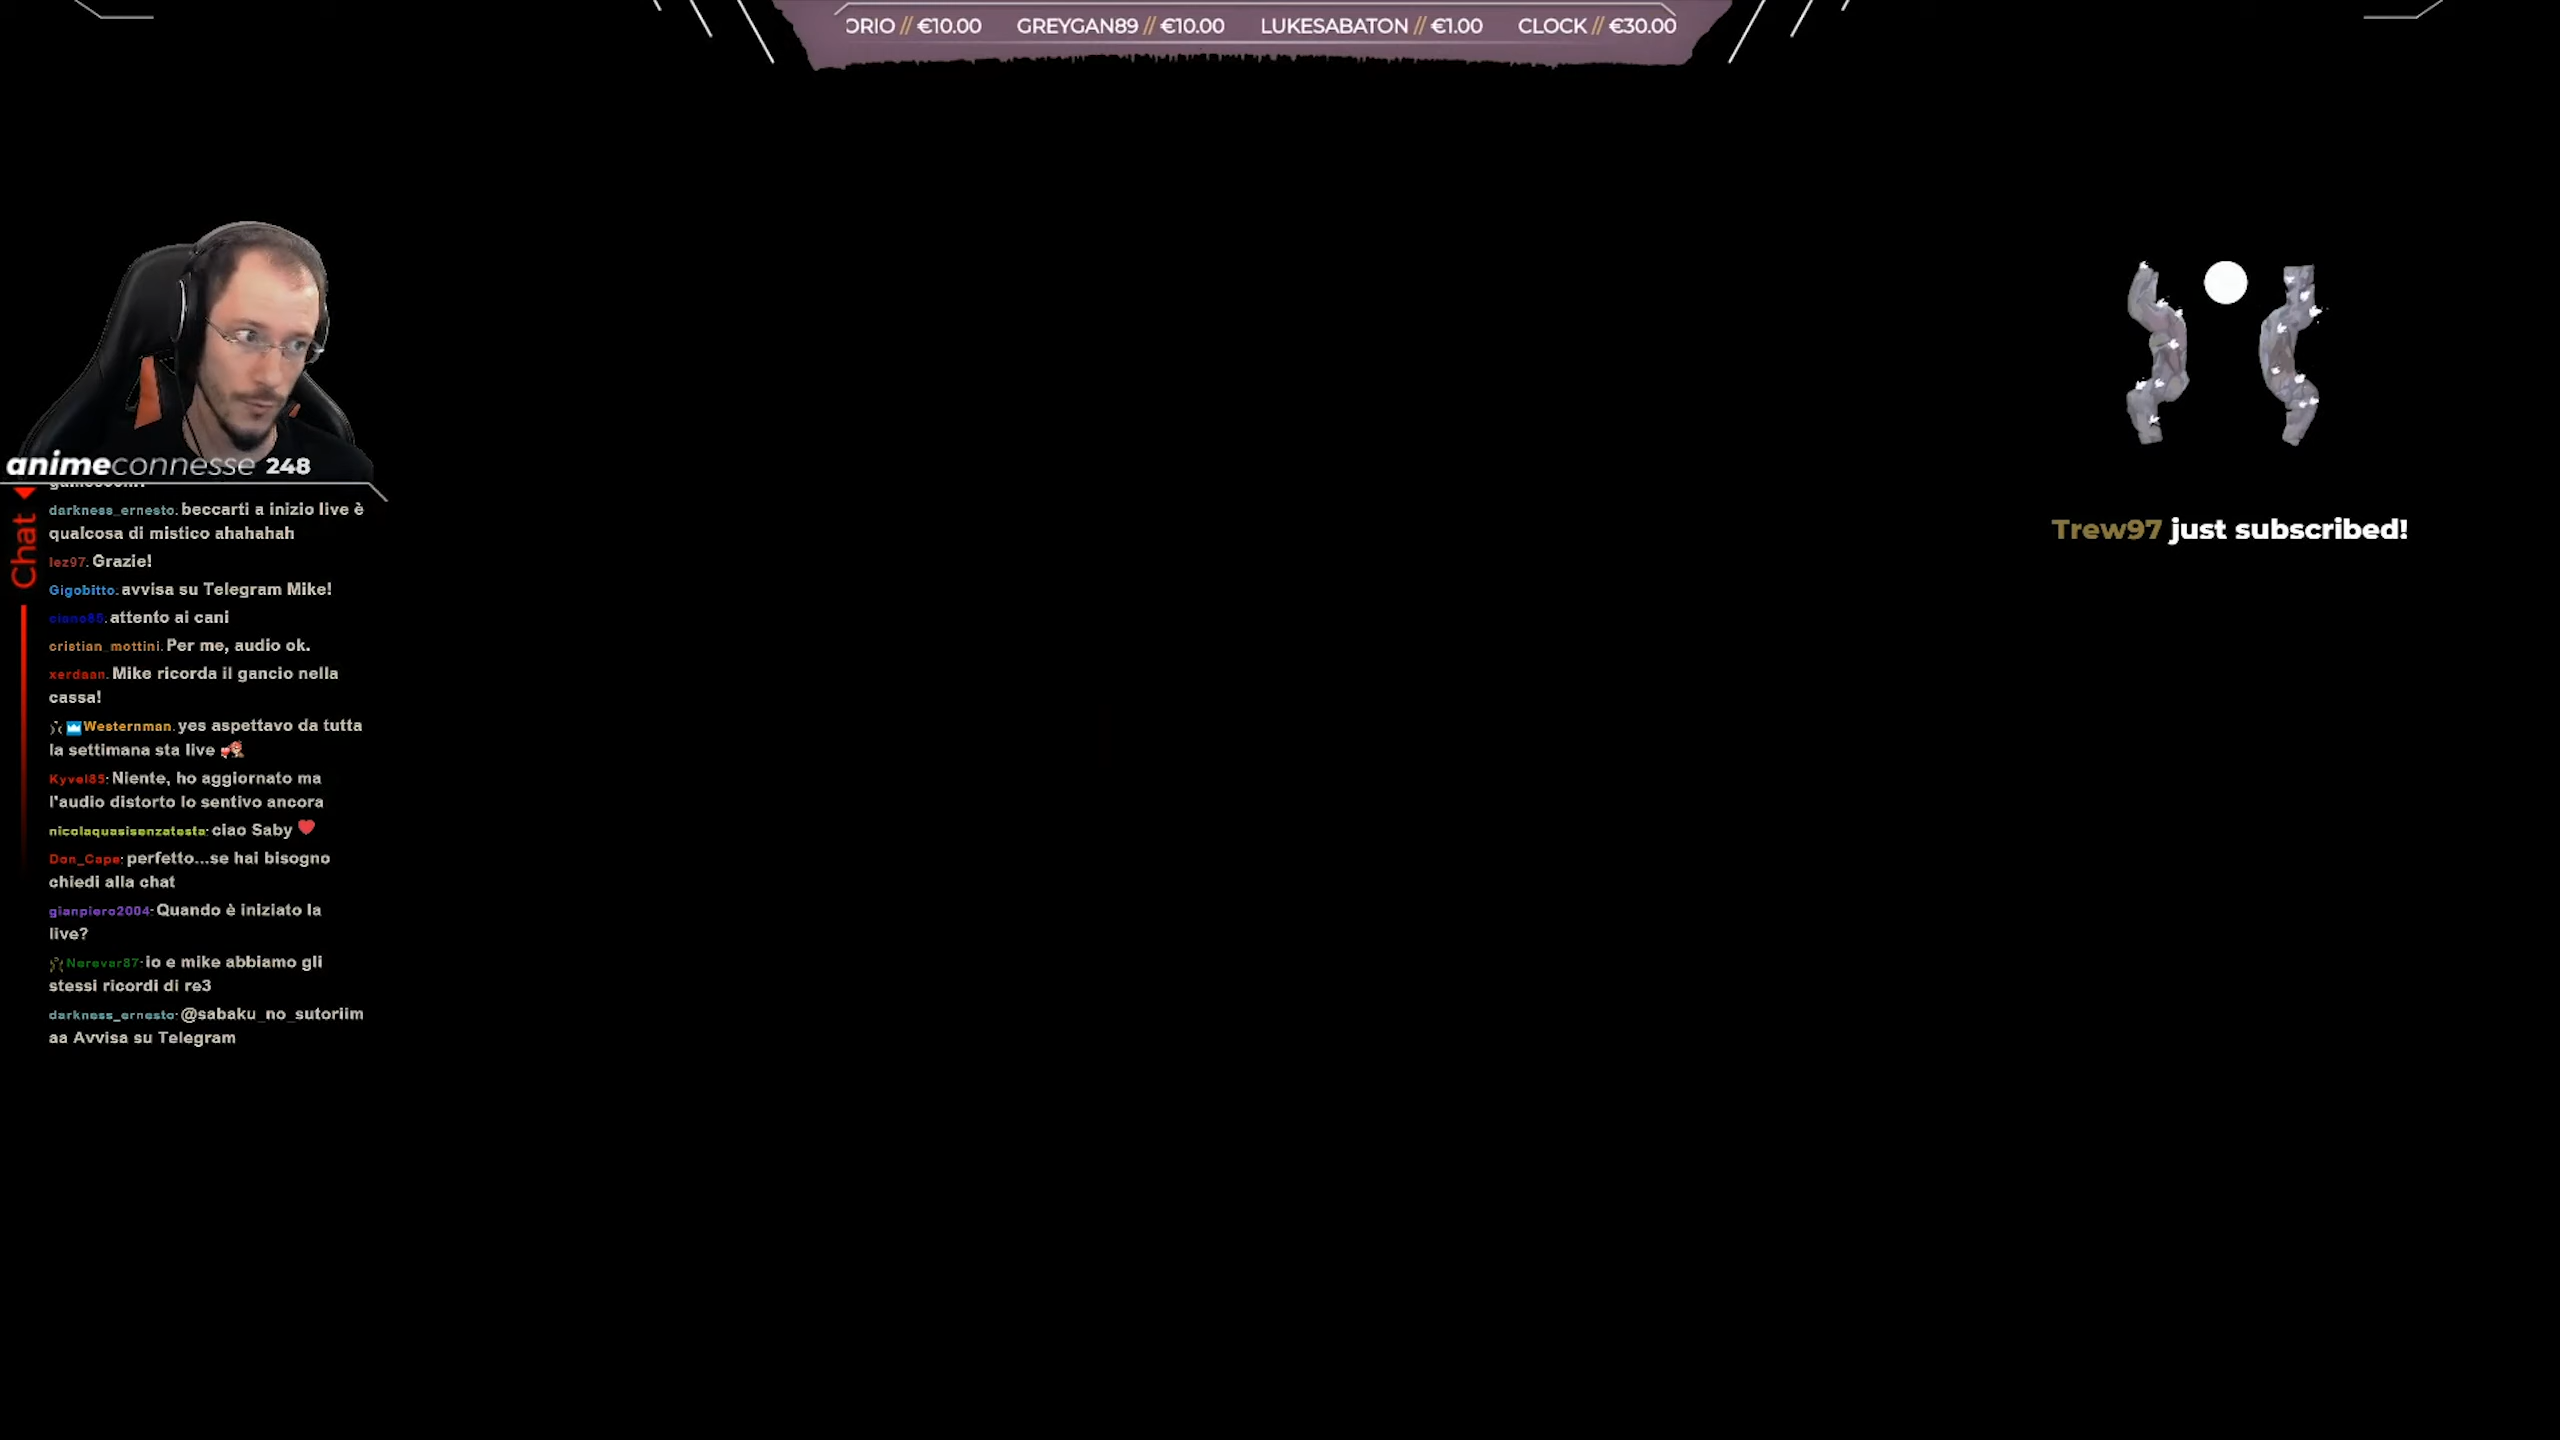 ORIO // €10.00 GREYGAN89 // €10.00 LUKESABATON // €1.00 CLOCK // €30.00
animeconnesse 248
Chat
darkness_ernesto. beccarti a inizio live è
qualcosa di mistico ahahahah
lez97. Grazie!
Gigobitto. avvisa su Telegram Mike!
ciano85. attento ai cani
cristian_mottini. Per me, audio ok.
xerdaan. Mike ricorda il gancio nella
cassa!
Westernman. yes aspettavo da tutta
la settimana sta live
Kyvel85: Niente, ho aggiornato ma
l'audio distorto lo sentivo ancora
nicolaquasisenzatesta: ciao Saby
Don_Cape: perfetto...se hai bisogno
chiedi alla chat
gianpiero2004: Quando è iniziato la
live?
Nerevar87: io e mike abbiamo gli
stessi ricordi di re3
darkness_ernesto: @sabaku_no_sutoriim
aa Avvisa su Telegram
Trew97 just subscribed!